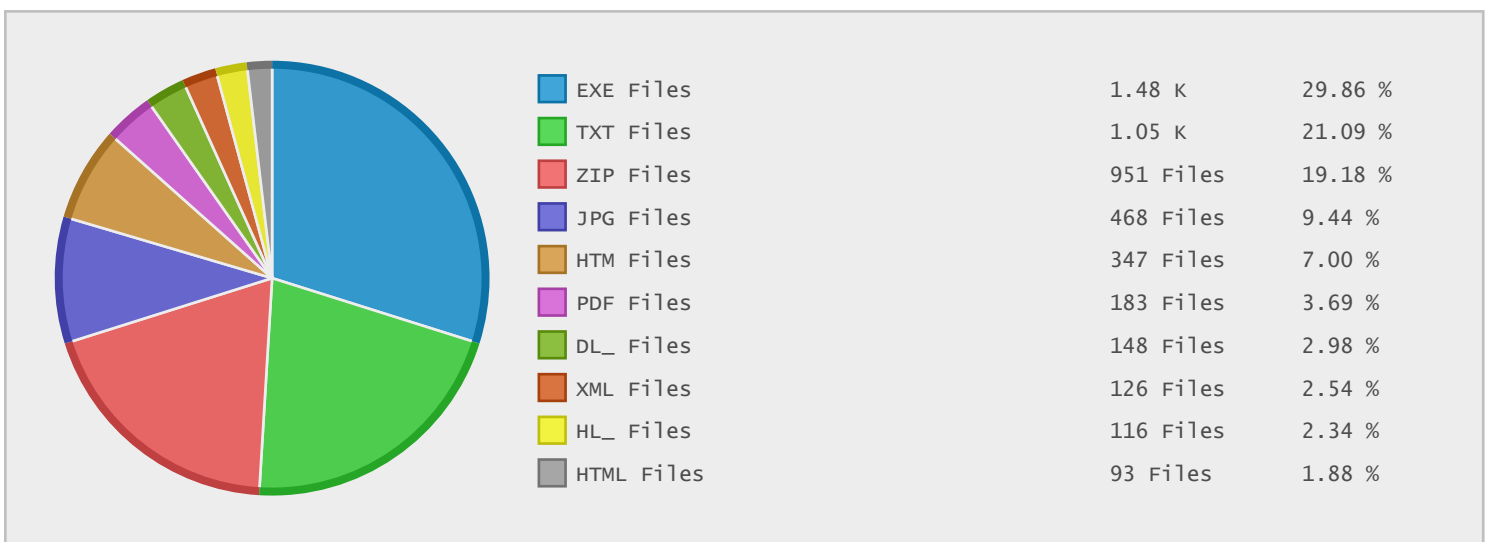 EXE Files 1.48 K 29.86 %
TXT Files 1.05 K 21.09 %
ZIP Files 951 Files 19.18 %
JPG Files 468 Files 9.44 %
HTM Files 347 Files 7.00 %
PDF Files 183 Files 3.69 %
DL_ Files 148 Files 2.98 %
XML Files 126 Files 2.54 %
HL_ Files 116 Files 2.34 %
HTML Files 93 Files 1.88 %